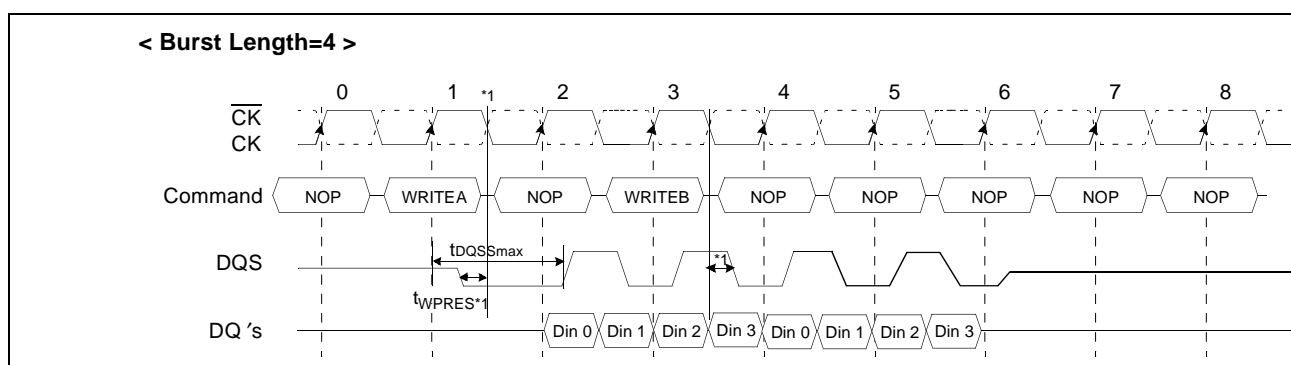 < Burst Length=4 >
0 1 *1 2 3 4 5 6 7 8
CK
CK
Command NOP WRITEA NOP WRITEB NOP NOP NOP NOP NOP
DQS tDQSSmax *1
tWPRES*1
DQ ′s Din 0 Din 1 Din 2 Din 3 Din 0 Din 1 Din 2 Din 3